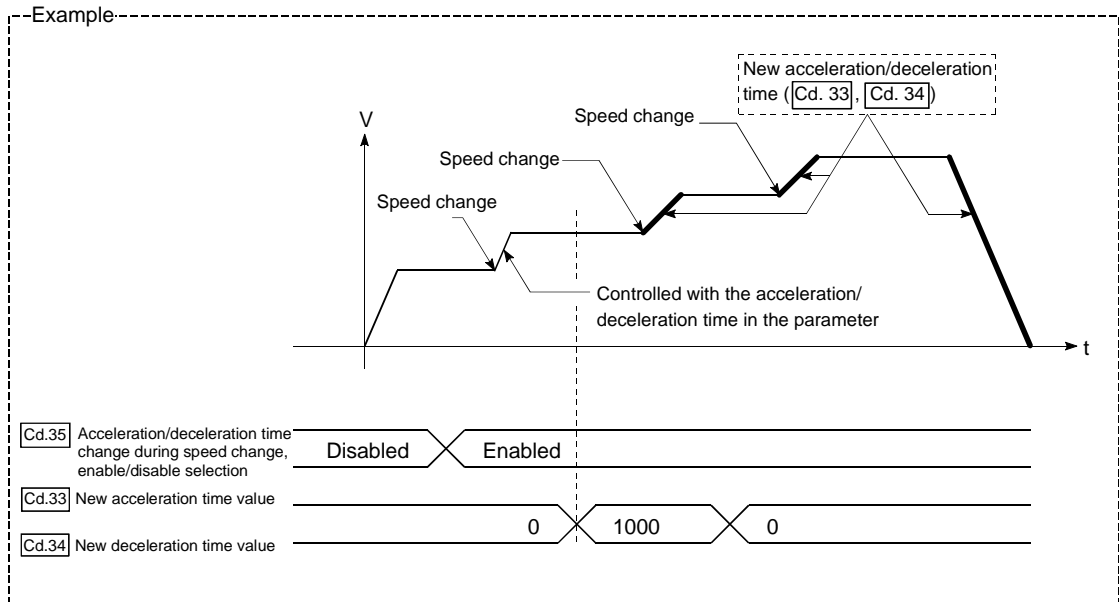 Example
New acceleration/deceleration
time (Cd. 33, Cd. 34)
Speed change
V
Speed change
Speed change
Controlled with the acceleration/
deceleration time in the parameter
t
Cd.35 Acceleration/deceleration time
change during speed change,
enable/disable selection
Disabled
Enabled
Cd.33 New acceleration time value
0
1000
0
Cd.34 New deceleration time value